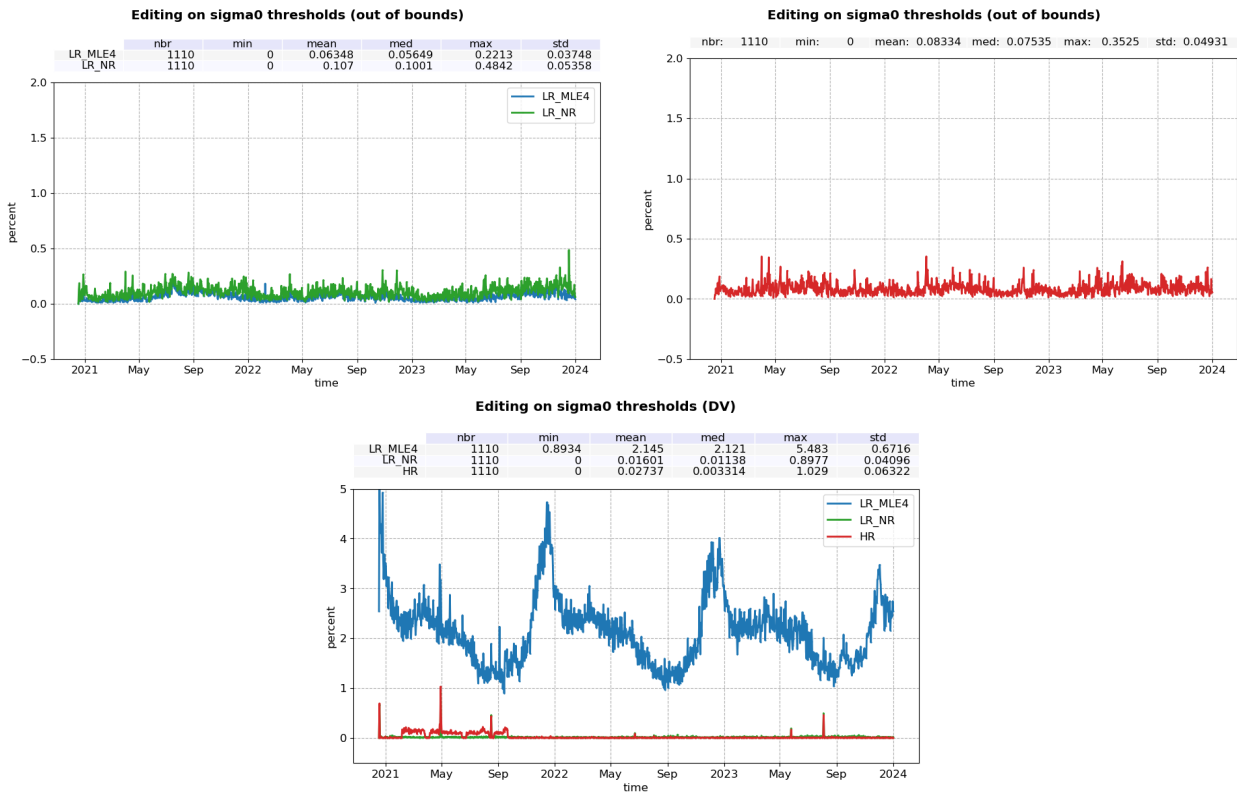 Editing on sigma0 thresholds (out of bounds)
nbr min mean med max std
LR_MLE4 1110 0 0.06348 0.05649 0.2213 0.03748
LR_NR 1110 0 0.107 0.1001 0.4842 0.05358
2.0
1.5
1.0
0.5
0.0
−0.5
percent
LR_MLE4
LR_NR
2021 May Sep 2022 May Sep 2023 May Sep 2024
time
Editing on sigma0 thresholds (out of bounds)
nbr: 1110 min: 0 mean: 0.08334 med: 0.07535 max: 0.3525 std: 0.04931
2.0
1.5
1.0
0.5
0.0
−0.5
percent
2021 May Sep 2022 May Sep 2023 May Sep 2024
time
Editing on sigma0 thresholds (DV)
nbr min mean med max std
LR_MLE4 1110 0.8934 2.145 2.121 5.483 0.6716
LR_NR 1110 0 0.01601 0.01138 0.8977 0.04096
HR 1110 0 0.02737 0.003314 1.029 0.06322
5
4
3
2
1
0
percent
LR_MLE4
LR_NR
HR
2021 May Sep 2022 May Sep 2023 May Sep 2024
time